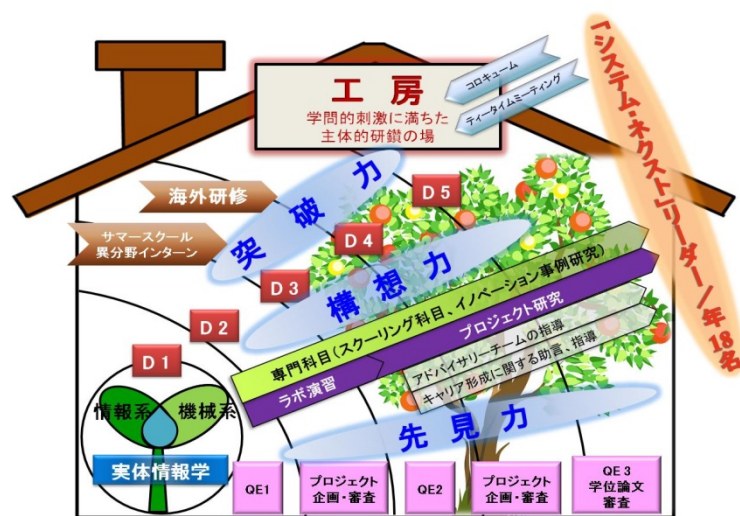 工房
学問的刺激に満ちた
主体的研鑽の場
コロキューム
ティータイムミーティング
「システム・ネクスト」リーダー/年18名
海外研修
サマースクール
異分野インターン
突破力
構想力
先見力
D1
D2
D3
D4
D5
専門科目(スクーリング科目、イノベーション事例研究)
ラボ演習
プロジェクト研究
アドバイサリーチームの指導
キャリア形成に関する助言、指導
情報系
機械系
実体情報学
QE1
プロジェクト
企画・審査
QE2
プロジェクト
企画・審査
QE3
学位論文
審査